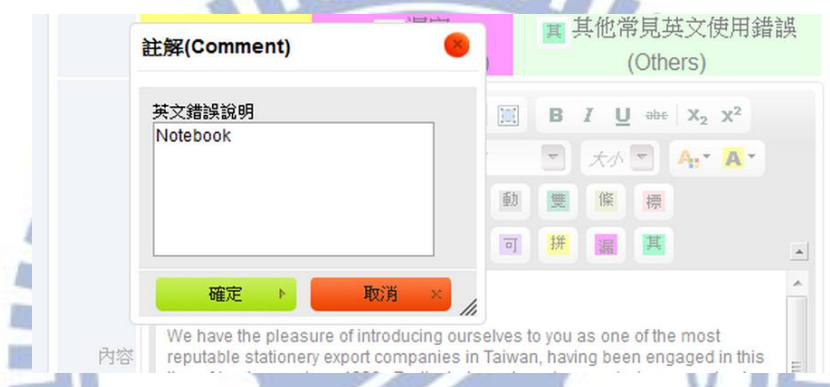 註解(Comment)
其 其他常見英文使用錯誤
(Others)
英文錯誤說明
Notebook
B I U abc X₂ X²
大小 A A
動 雙 條 標
可 拼 漏 其
確定 取消
內容
We have the pleasure of introducing ourselves to you as one of the most
reputable stationery export companies in Taiwan, having been engaged in this